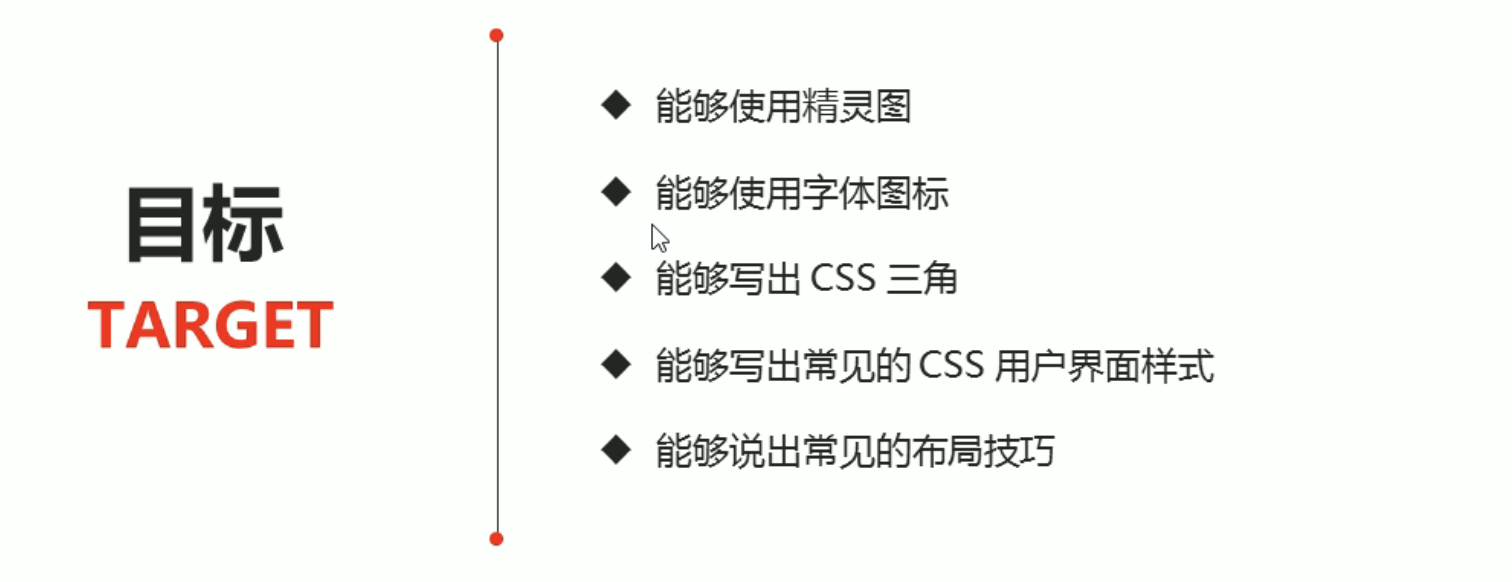 目标
TARGET
能够使用精灵图
能够使用字体图标
能够写出 CSS 三角
能够写出常见的 CSS 用户界面样式
能够说出常见的布局技巧